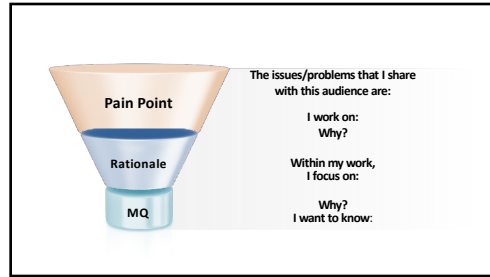 Pain Point
Rationale
MQ
The issues/problems that I share
with this audience are:
I work on:
Why?
Within my work,
I focus on:
Why?
I want to know: